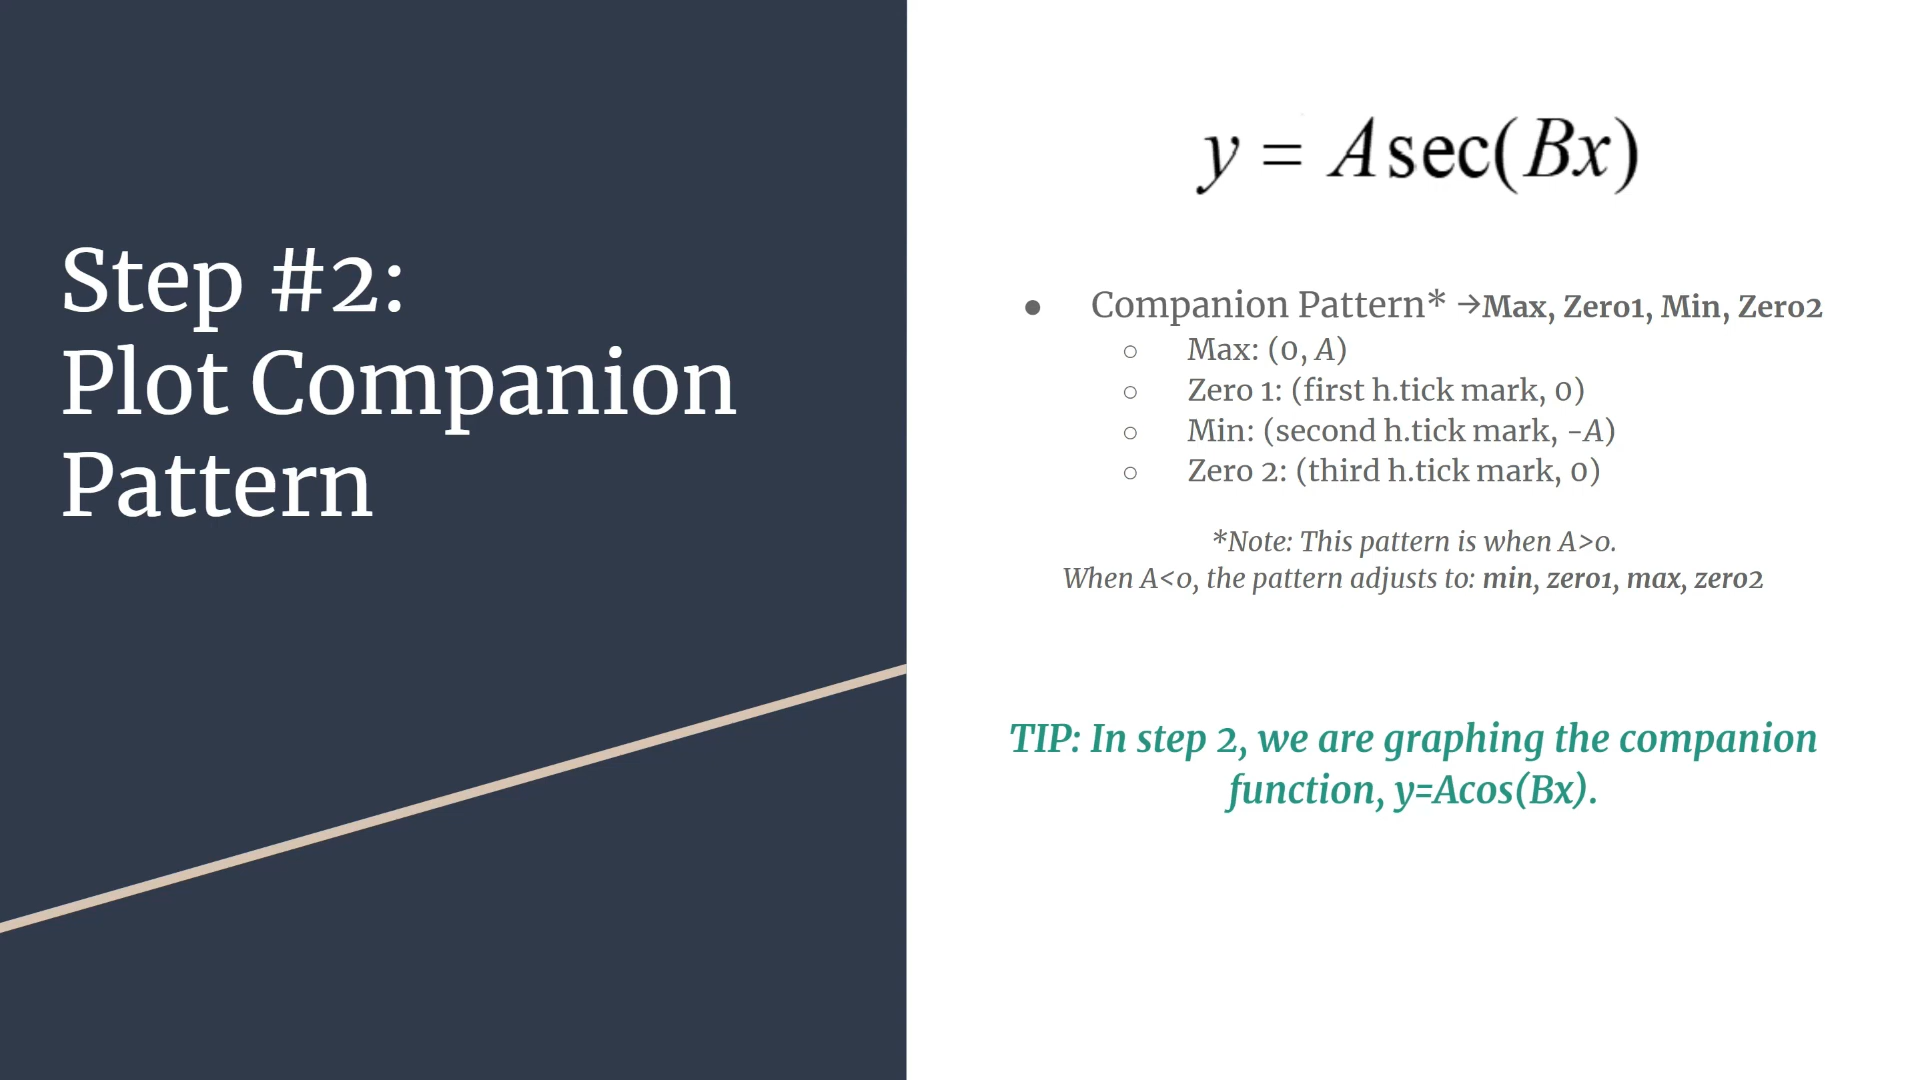 Step #2:
Plot Companion
Pattern
y = Asec(Bx)
● Companion Pattern* →Max, Zero1, Min, Zero2
○ Max: (0, A)
○ Zero 1: (first h.tick mark, 0)
○ Min: (second h.tick mark, -A)
○ Zero 2: (third h.tick mark, 0)
*Note: This pattern is when A>0.
When A<0, the pattern adjusts to: min, zero1, max, zero2
TIP: In step 2, we are graphing the companion
function, y=Acos(Bx).